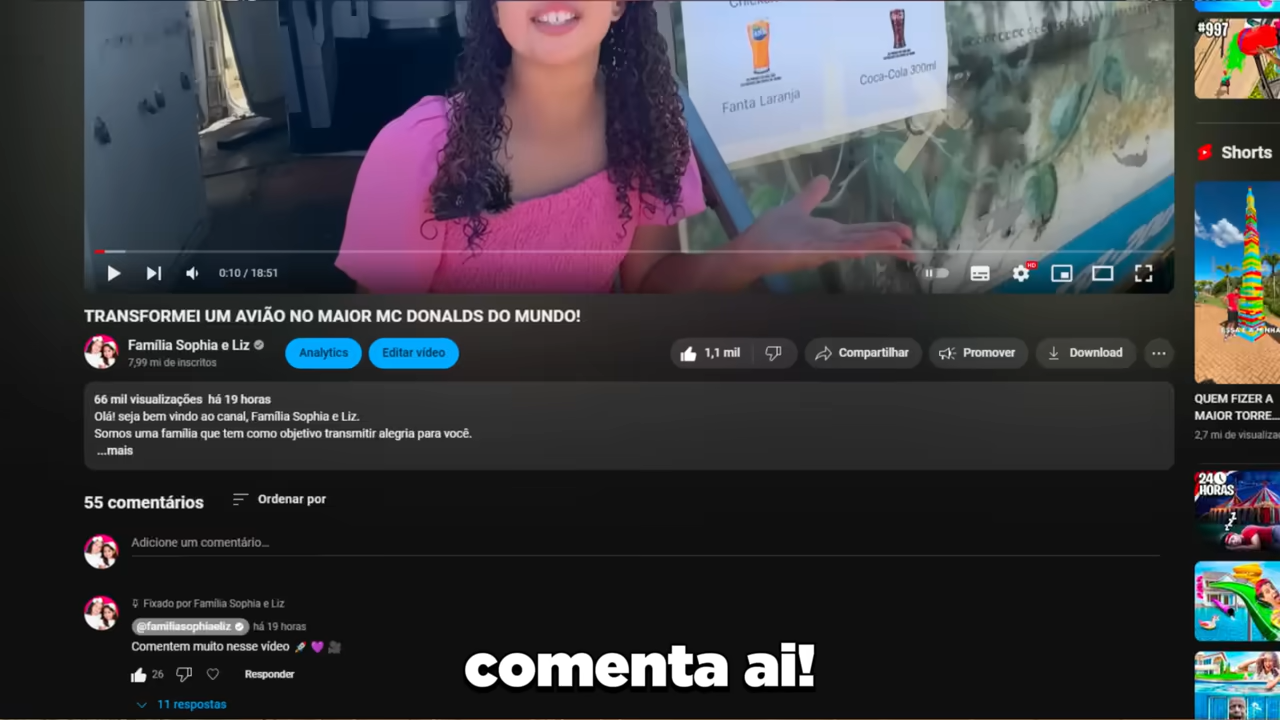 Fanta Laranja
Coca-Cola 300ml
#997
Shorts
0:10 / 18:51
HD
TRANSFORMEI UM AVIÃO NO MAIOR MC DONALDS DO MUNDO!
Família Sophia e Liz
7,99 mi de inscritos
Analytics
Editar vídeo
1,1 mil
Compartilhar
Promover
Download
QUEM FIZER A
MAIOR TORRE...
2,7 mi de visualiza
66 mil visualizações há 19 horas
Olá! seja bem vindo ao canal, Família Sophia e Liz.
Somos uma família que tem como objetivo transmitir alegria para você.
...mais
24
HORAS
55 comentários
Ordenar por
Adicione um comentário...
Fixado por Família Sophia e Liz
@familiasophiaeliz há 19 horas
Comentem muito nesse vídeo 🚀 💜 🎥
26
Responder
11 respostas
comenta ai!